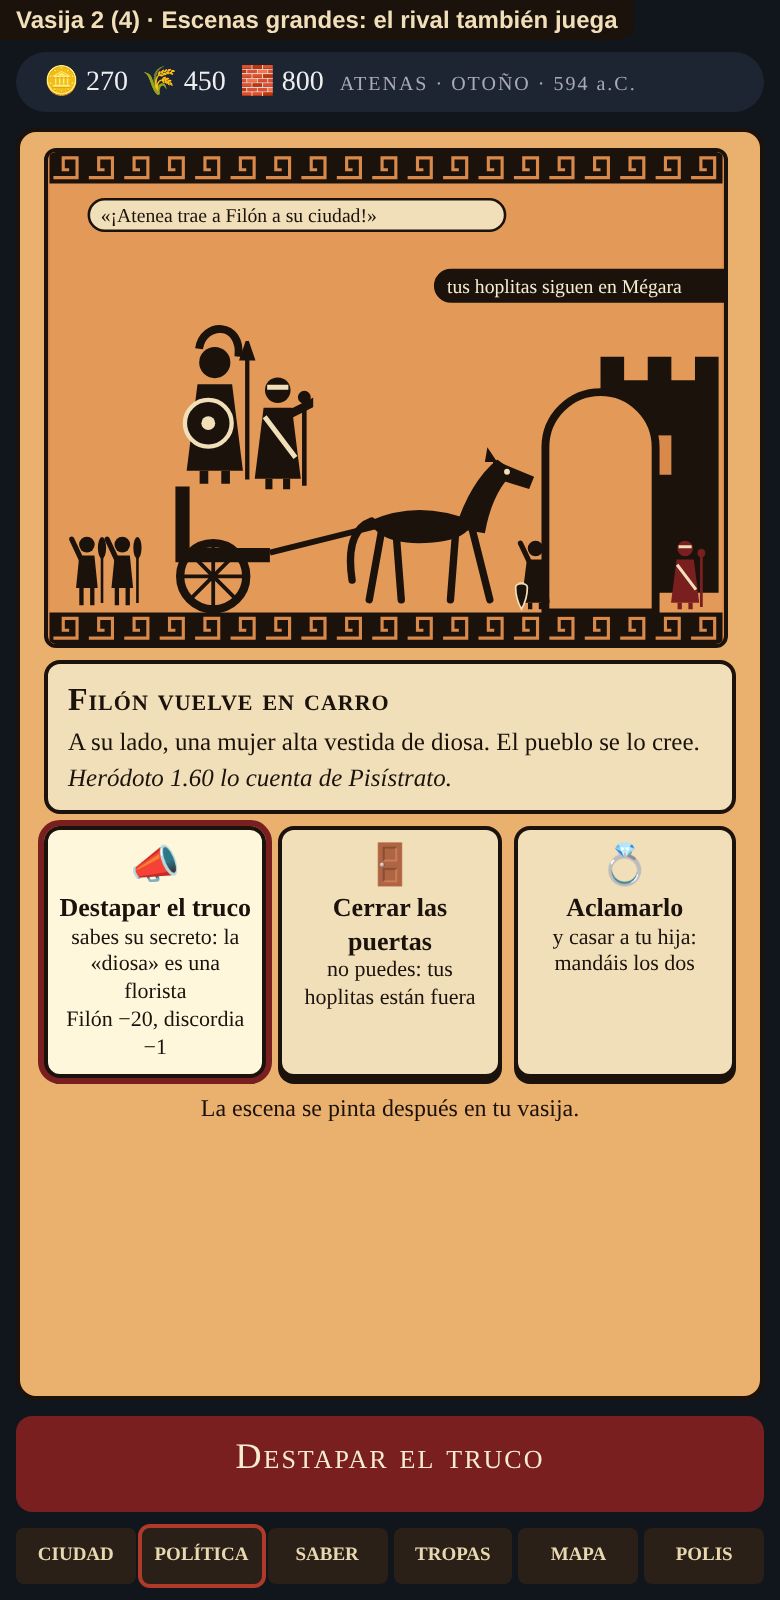 Vasija 2 (4) · Escenas grandes: el rival también juega
270 450 800 ATENAS · OTOÑO · 594 a.C.
«¡Atenea trae a Filón a su ciudad!»
tus hoplitas siguen en Mégara
Filón vuelve en carro
A su lado, una mujer alta vestida de diosa. El pueblo se lo cree.
Heródoto 1.60 lo cuenta de Pisístrato.
Destapar el truco
sabes su secreto: la
«diosa» es una
florista
Filón −20, discordia
−1
Cerrar las
puertas
no puedes: tus
hoplitas están fuera
Aclamarlo
y casar a tu hija:
mandáis los dos
La escena se pinta después en tu vasija.
Destapar el truco
CIUDAD POLÍTICA SABER TROPAS MAPA POLIS